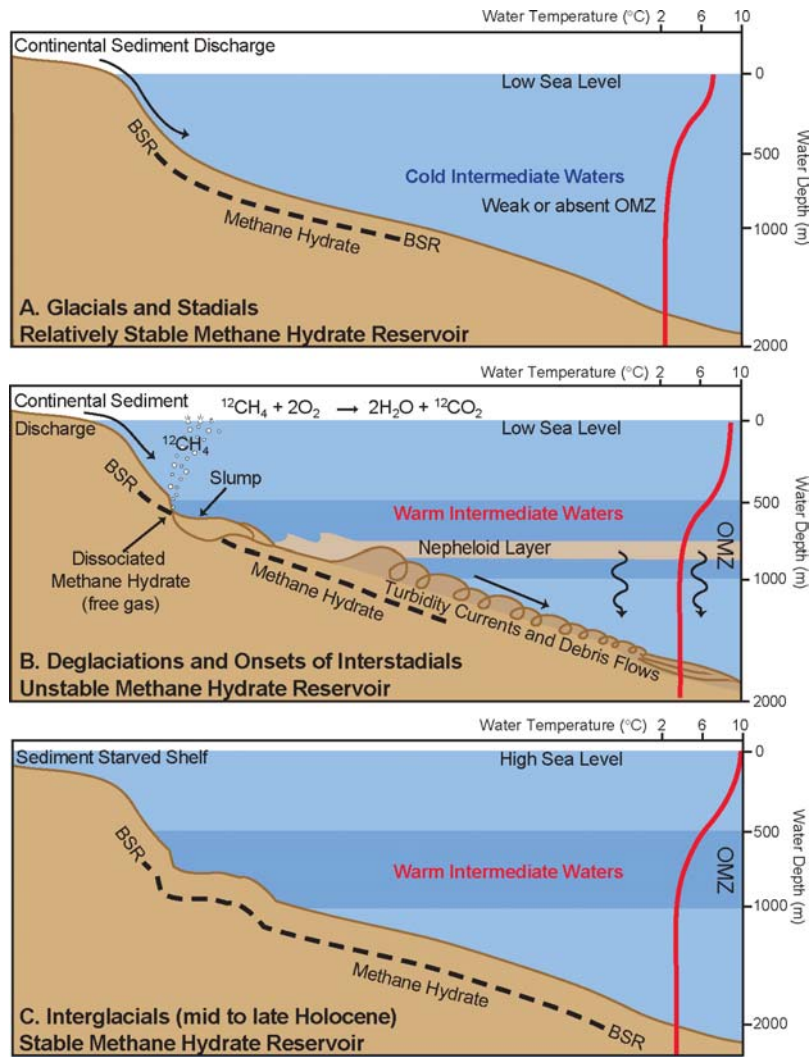 Water Temperature (°C) 2 6 10
Continental Sediment Discharge
0
Low Sea Level
BSR
500
Cold Intermediate Waters
Weak or absent OMZ
Methane Hydrate
BSR
1000
Water Depth (m)
A. Glacials and Stadials
Relatively Stable Methane Hydrate Reservoir
2000
Water Temperature (°C) 2 6 10
Continental Sediment
Discharge
¹²CH₄ + 2O₂ → 2H₂O + ¹²CO₂
0
¹²CH₄
Low Sea Level
BSR
Slump
500
Warm Intermediate Waters
OMZ
Nepheloid Layer
Dissociated
Methane Hydrate
(free gas)
Methane Hydrate
1000
Turbidity Currents and Debris Flows
Water Depth (m)
B. Deglaciations and Onsets of Interstadials
Unstable Methane Hydrate Reservoir
2000
Water Temperature (°C) 2 6 10
Sediment Starved Shelf
High Sea Level
0
BSR
500
Warm Intermediate Waters
OMZ
1000
Water Depth (m)
Methane Hydrate
BSR
C. Interglacials (mid to late Holocene)
Stable Methane Hydrate Reservoir
2000